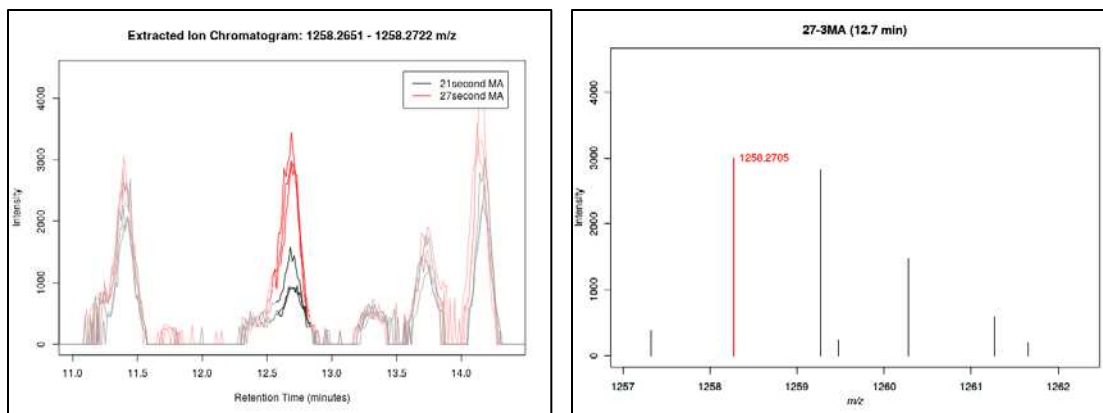 Extracted Ion Chromatogram: 1258.2651 - 1258.2722 m/z
21second MA
27second MA
Intensity
0
1000
2000
3000
4000
11.0 11.5 12.0 12.5 13.0 13.5 14.0
Retention Time (minutes)
27-3MA (12.7 min)
1258.2705
Intensity
0
1000
2000
3000
4000
1257 1258 1259 1260 1261 1262
m/z